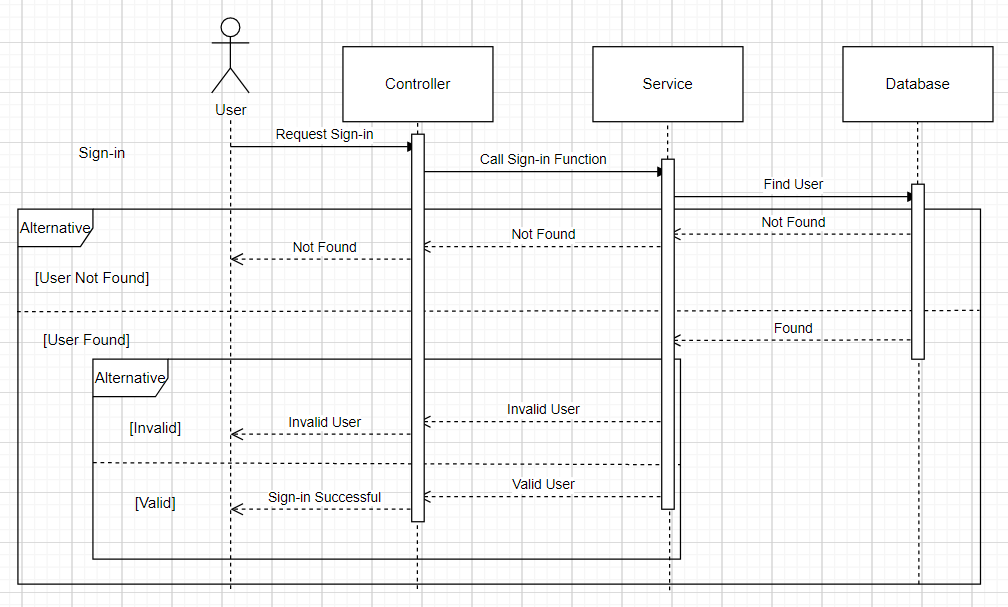 User
Controller
Service
Database
Request Sign-in
Sign-in
Call Sign-in Function
Find User
Alternative
Not Found
Not Found
Not Found
[User Not Found]
[User Found]
Found
Alternative
Invalid User
Invalid User
[Invalid]
Valid User
Sign-in Successful
[Valid]